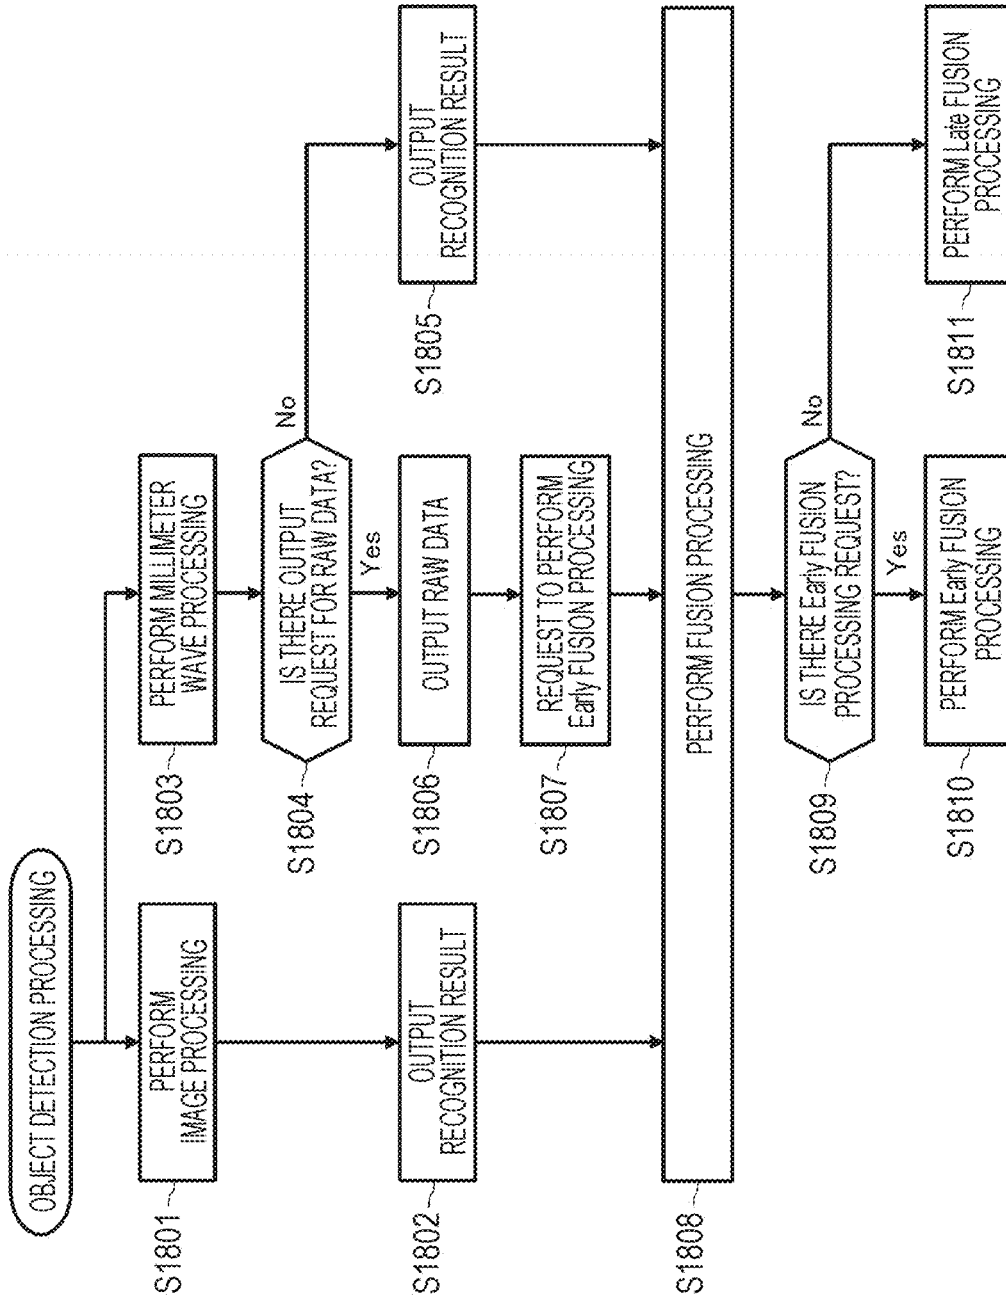 OBJECT DETECTION PROCESSING
S1801
PERFORM
IMAGE PROCESSING
S1802
OUTPUT
RECOGNITION RESULT
S1803
PERFORM MILLIMETER
WAVE PROCESSING
S1804
IS THERE OUTPUT
REQUEST FOR RAW DATA?
No
Yes
S1805
OUTPUT
RECOGNITION RESULT
S1806
OUTPUT RAW DATA
S1807
REQUEST TO PERFORM
Early FUSION PROCESSING
S1808
PERFORM FUSION PROCESSING
S1809
IS THERE Early FUSION
PROCESSING REQUEST?
No
Yes
S1810
PERFORM Early FUSION
PROCESSING
S1811
PERFORM Late FUSION
PROCESSING